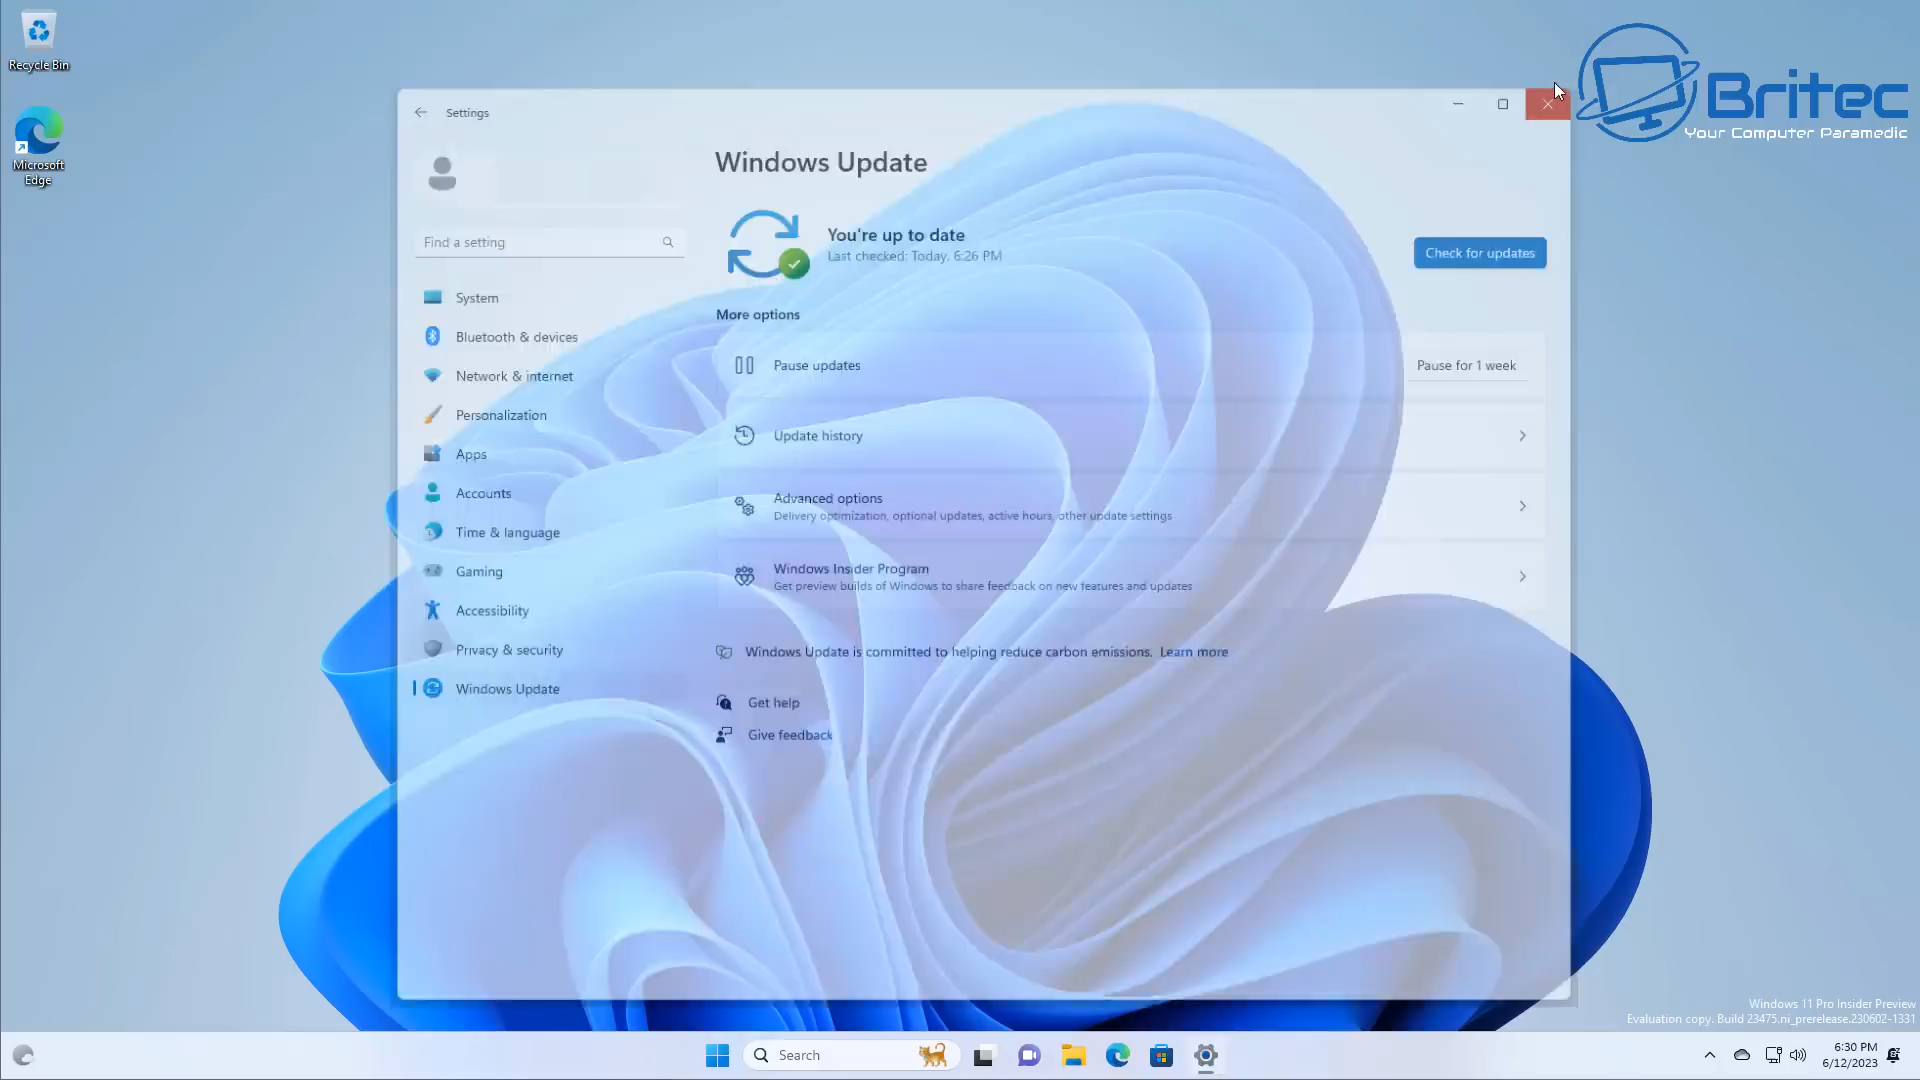 Recycle Bin
Microsoft
Edge
Britec
Your Computer Paramedic
Settings
Find a setting
System
Bluetooth & devices
Network & internet
Personalization
Apps
Accounts
Time & language
Gaming
Accessibility
Privacy & security
Windows Update
Windows Update
You're up to date
Last checked: Today, 6:26 PM
Check for updates
More options
Pause updates
Pause for 1 week
Update history
Advanced options
Delivery optimization, optional updates, active hours, other update settings
Windows Insider Program
Get preview builds of Windows to share feedback on new features and updates
Windows Update is committed to helping reduce carbon emissions. Learn more
Get help
Give feedback
Windows 11 Pro Insider Preview
Evaluation copy. Build 23475.ni_prerelease.230602-1331
Search
6:30 PM
6/12/2023